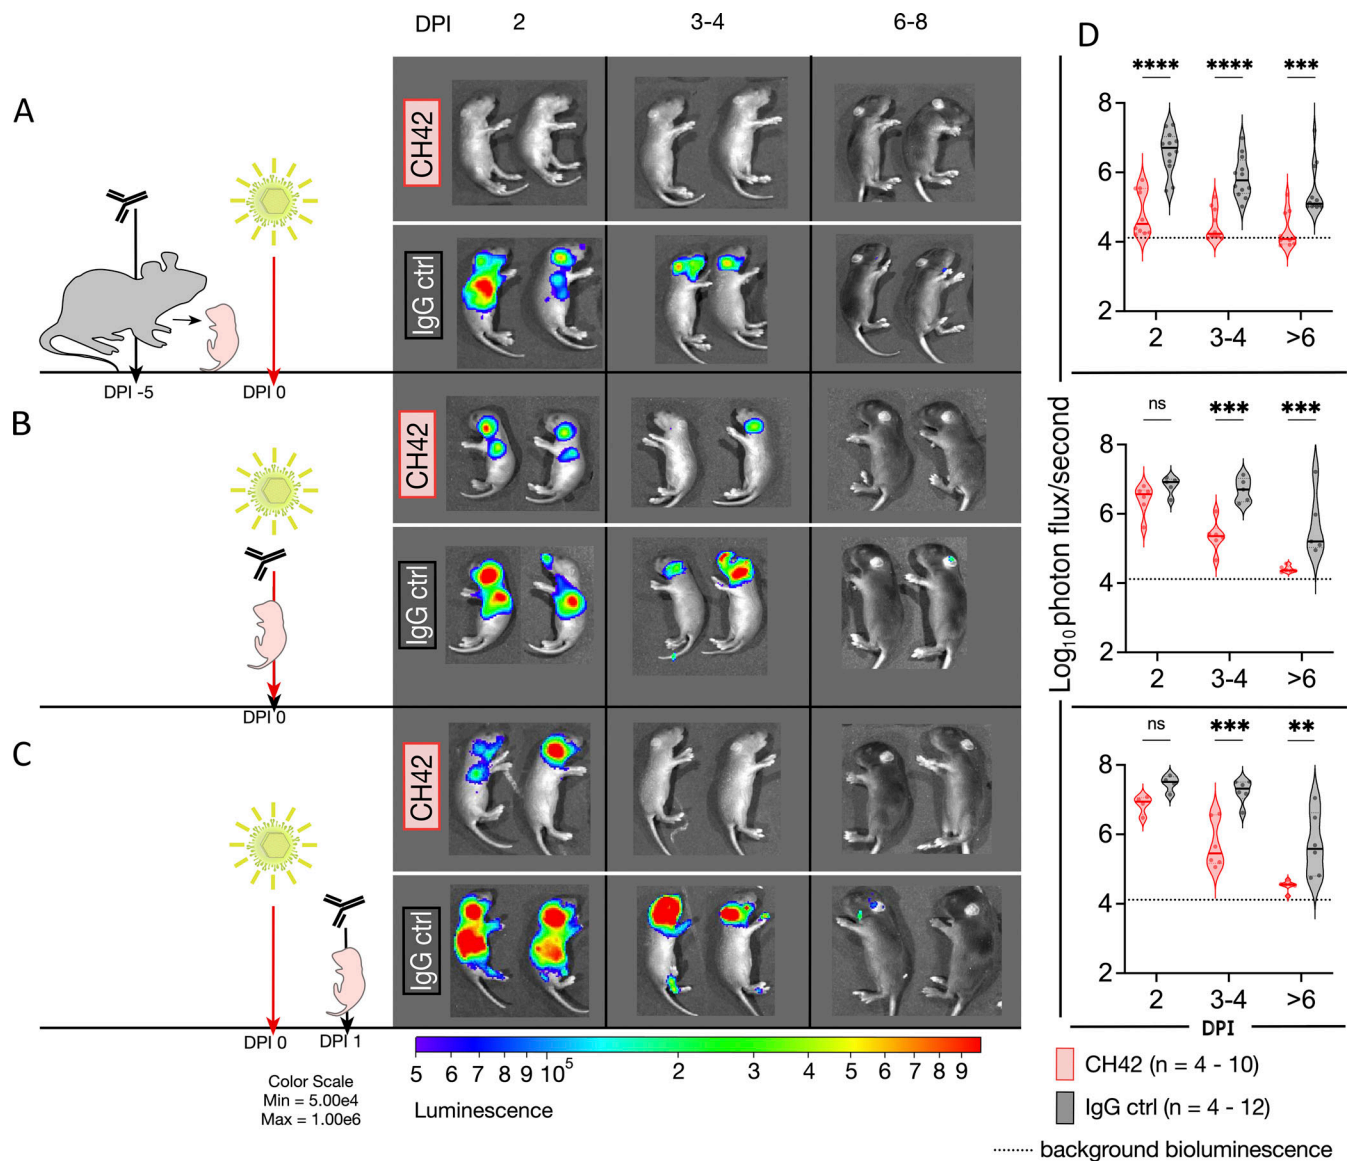 DPI 2 3-4 6-8
A
CH42
IgG ctrl
DPI -5 DPI 0
B
CH42
IgG ctrl
DPI 0
C
CH42
IgG ctrl
DPI 0 DPI 1
Color Scale
Min = 5.00e4
Max = 1.00e6
5 6 7 8 9 10⁵ 2 3 4 5 6 7 8 9
Luminescence
D
Log₁₀ photon flux/second
**** **** ***
8
6
4
2
2 3-4 >6
ns *** ***
8
6
4
2
2 3-4 >6
ns *** **
8
6
4
2
2 3-4 >6
DPI
CH42 (n = 4 - 10)
IgG ctrl (n = 4 - 12)
background bioluminescence